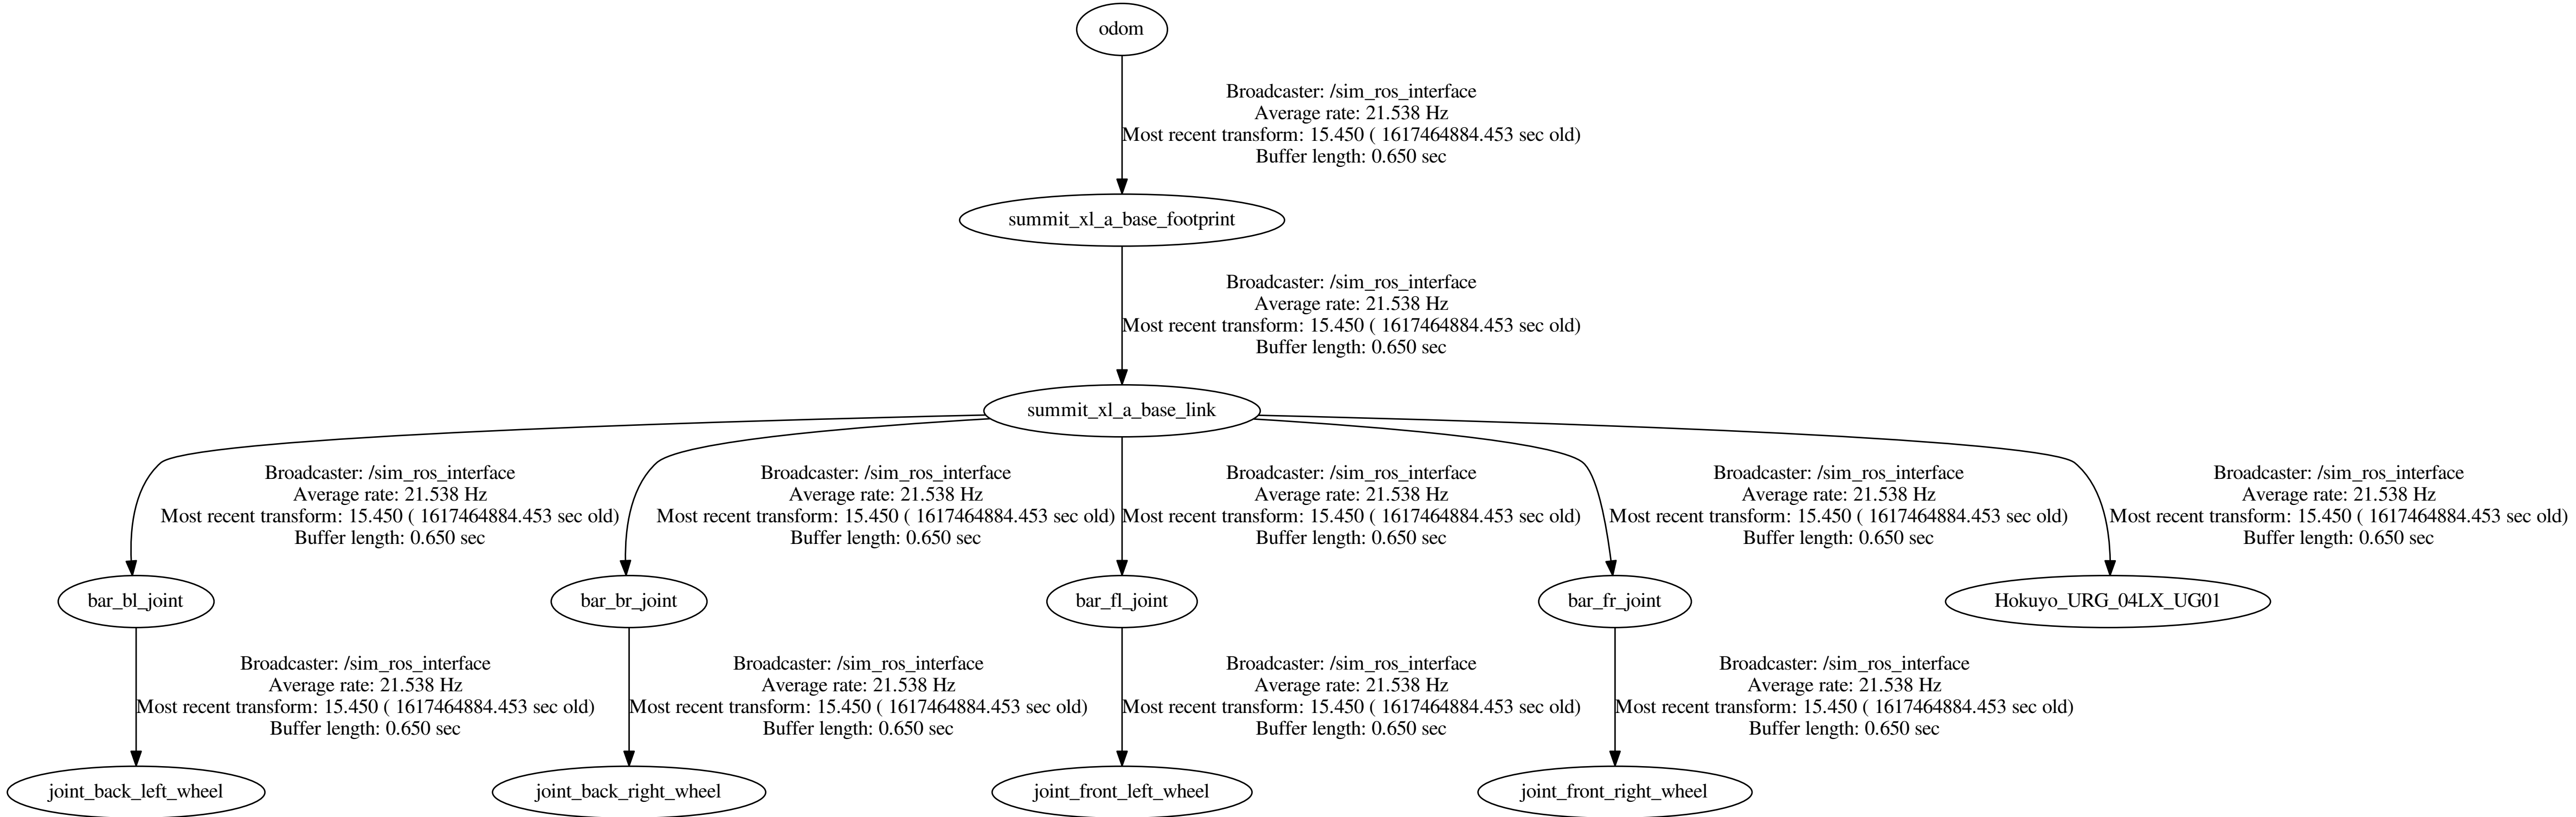 odom
Broadcaster: /sim_ros_interface
Average rate: 21.538 Hz
Most recent transform: 15.450 ( 1617464884.453 sec old)
Buffer length: 0.650 sec
summit_xl_a_base_footprint
Broadcaster: /sim_ros_interface
Average rate: 21.538 Hz
Most recent transform: 15.450 ( 1617464884.453 sec old)
Buffer length: 0.650 sec
summit_xl_a_base_link
Broadcaster: /sim_ros_interface
Average rate: 21.538 Hz
Most recent transform: 15.450 ( 1617464884.453 sec old)
Buffer length: 0.650 sec
Broadcaster: /sim_ros_interface
Average rate: 21.538 Hz
Most recent transform: 15.450 ( 1617464884.453 sec old)
Buffer length: 0.650 sec
Broadcaster: /sim_ros_interface
Average rate: 21.538 Hz
Most recent transform: 15.450 ( 1617464884.453 sec old)
Buffer length: 0.650 sec
Broadcaster: /sim_ros_interface
Average rate: 21.538 Hz
Most recent transform: 15.450 ( 1617464884.453 sec old)
Buffer length: 0.650 sec
Broadcaster: /sim_ros_interface
Average rate: 21.538 Hz
Most recent transform: 15.450 ( 1617464884.453 sec old)
Buffer length: 0.650 sec
bar_bl_joint
bar_br_joint
bar_fl_joint
bar_fr_joint
Hokuyo_URG_04LX_UG01
Broadcaster: /sim_ros_interface
Average rate: 21.538 Hz
Most recent transform: 15.450 ( 1617464884.453 sec old)
Buffer length: 0.650 sec
Broadcaster: /sim_ros_interface
Average rate: 21.538 Hz
Most recent transform: 15.450 ( 1617464884.453 sec old)
Buffer length: 0.650 sec
Broadcaster: /sim_ros_interface
Average rate: 21.538 Hz
Most recent transform: 15.450 ( 1617464884.453 sec old)
Buffer length: 0.650 sec
Broadcaster: /sim_ros_interface
Average rate: 21.538 Hz
Most recent transform: 15.450 ( 1617464884.453 sec old)
Buffer length: 0.650 sec
joint_back_left_wheel
joint_back_right_wheel
joint_front_left_wheel
joint_front_right_wheel